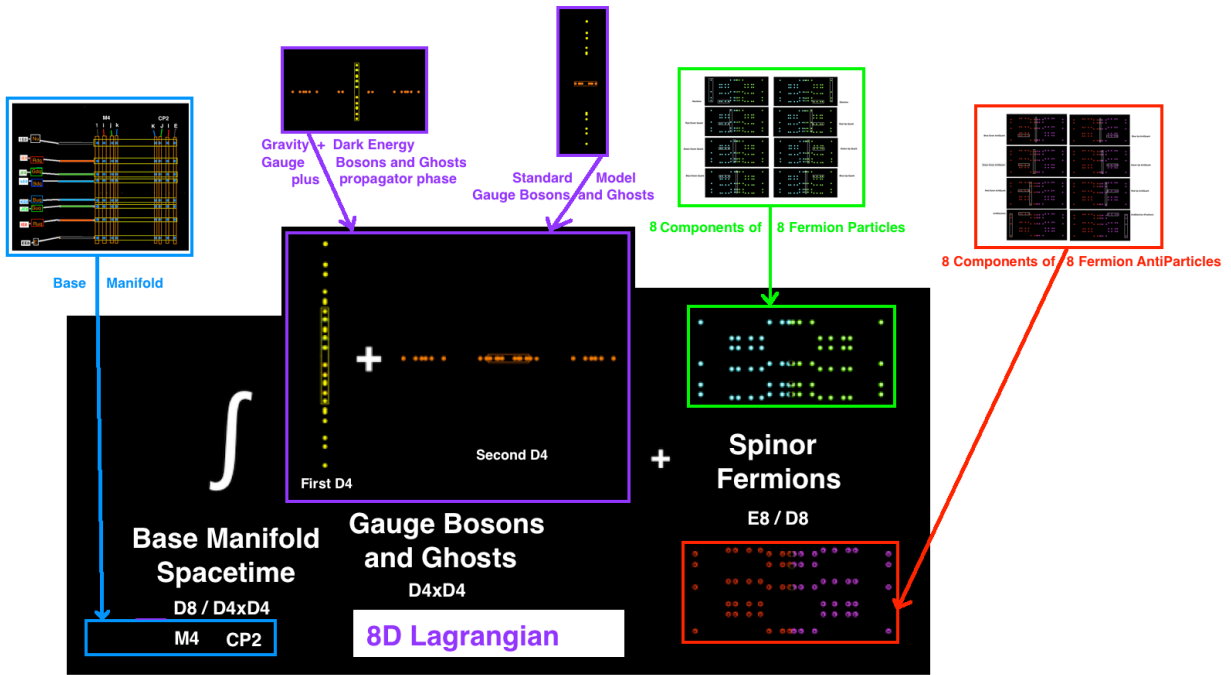 M4
CP2
1 i j k
K J I E
Gravity + Dark Energy
Gauge Bosons and Ghosts
plus propagator phase
Standard Model
Gauge Bosons and Ghosts
8 Components of 8 Fermion Particles
8 Components of 8 Fermion AntiParticles
Base Manifold
∫
+
First D4
Second D4
+
Spinor
Fermions
E8 / D8
Base Manifold
Spacetime
D8 / D4xD4
M4 CP2
Gauge Bosons
and Ghosts
D4xD4
8D Lagrangian